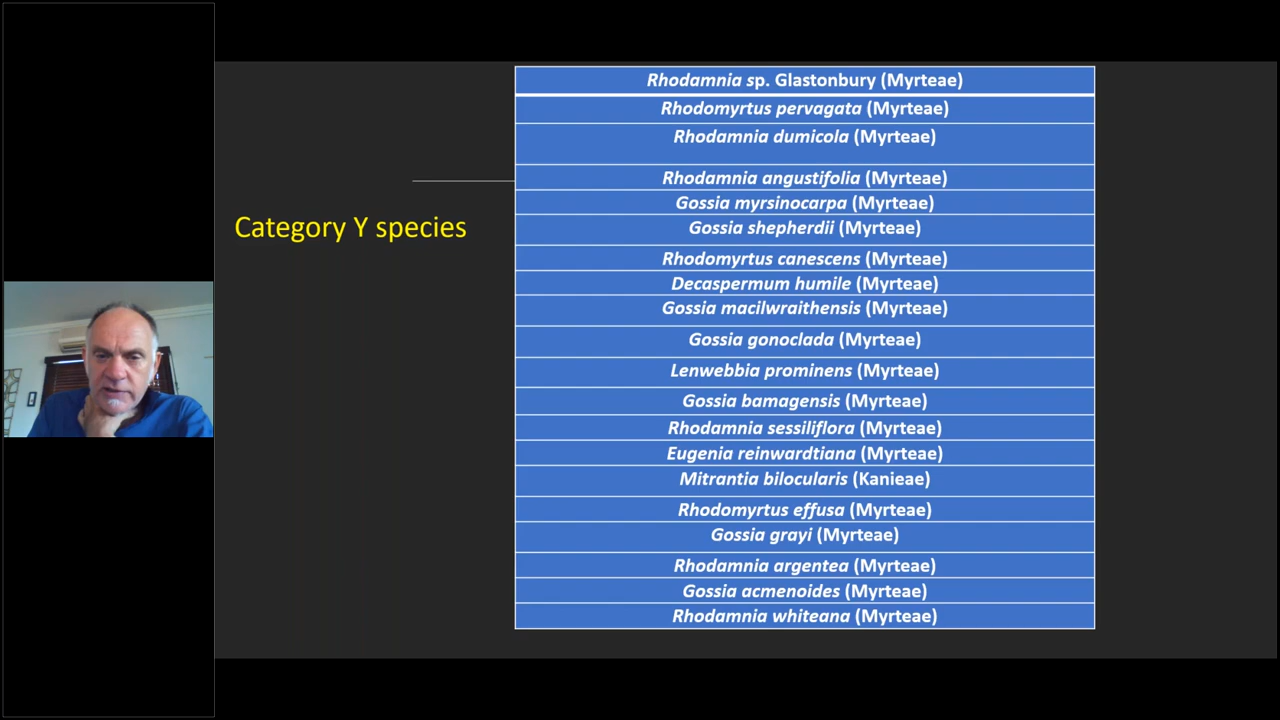 Category Y species
Rhodamnia sp. Glastonbury (Myrteae)
Rhodomyrtus pervagata (Myrteae)
Rhodamnia dumicola (Myrteae)
Rhodamnia angustifolia (Myrteae)
Gossia myrsinocarpa (Myrteae)
Gossia shepherdii (Myrteae)
Rhodomyrtus canescens (Myrteae)
Decaspermum humile (Myrteae)
Gossia macilwraithensis (Myrteae)
Gossia gonoclada (Myrteae)
Lenwebbia prominens (Myrteae)
Gossia bamagensis (Myrteae)
Rhodamnia sessiliflora (Myrteae)
Eugenia reinwardtiana (Myrteae)
Mitrantia bilocularis (Kanieae)
Rhodomyrtus effusa (Myrteae)
Gossia grayi (Myrteae)
Rhodamnia argentea (Myrteae)
Gossia acmenoides (Myrteae)
Rhodamnia whiteana (Myrteae)